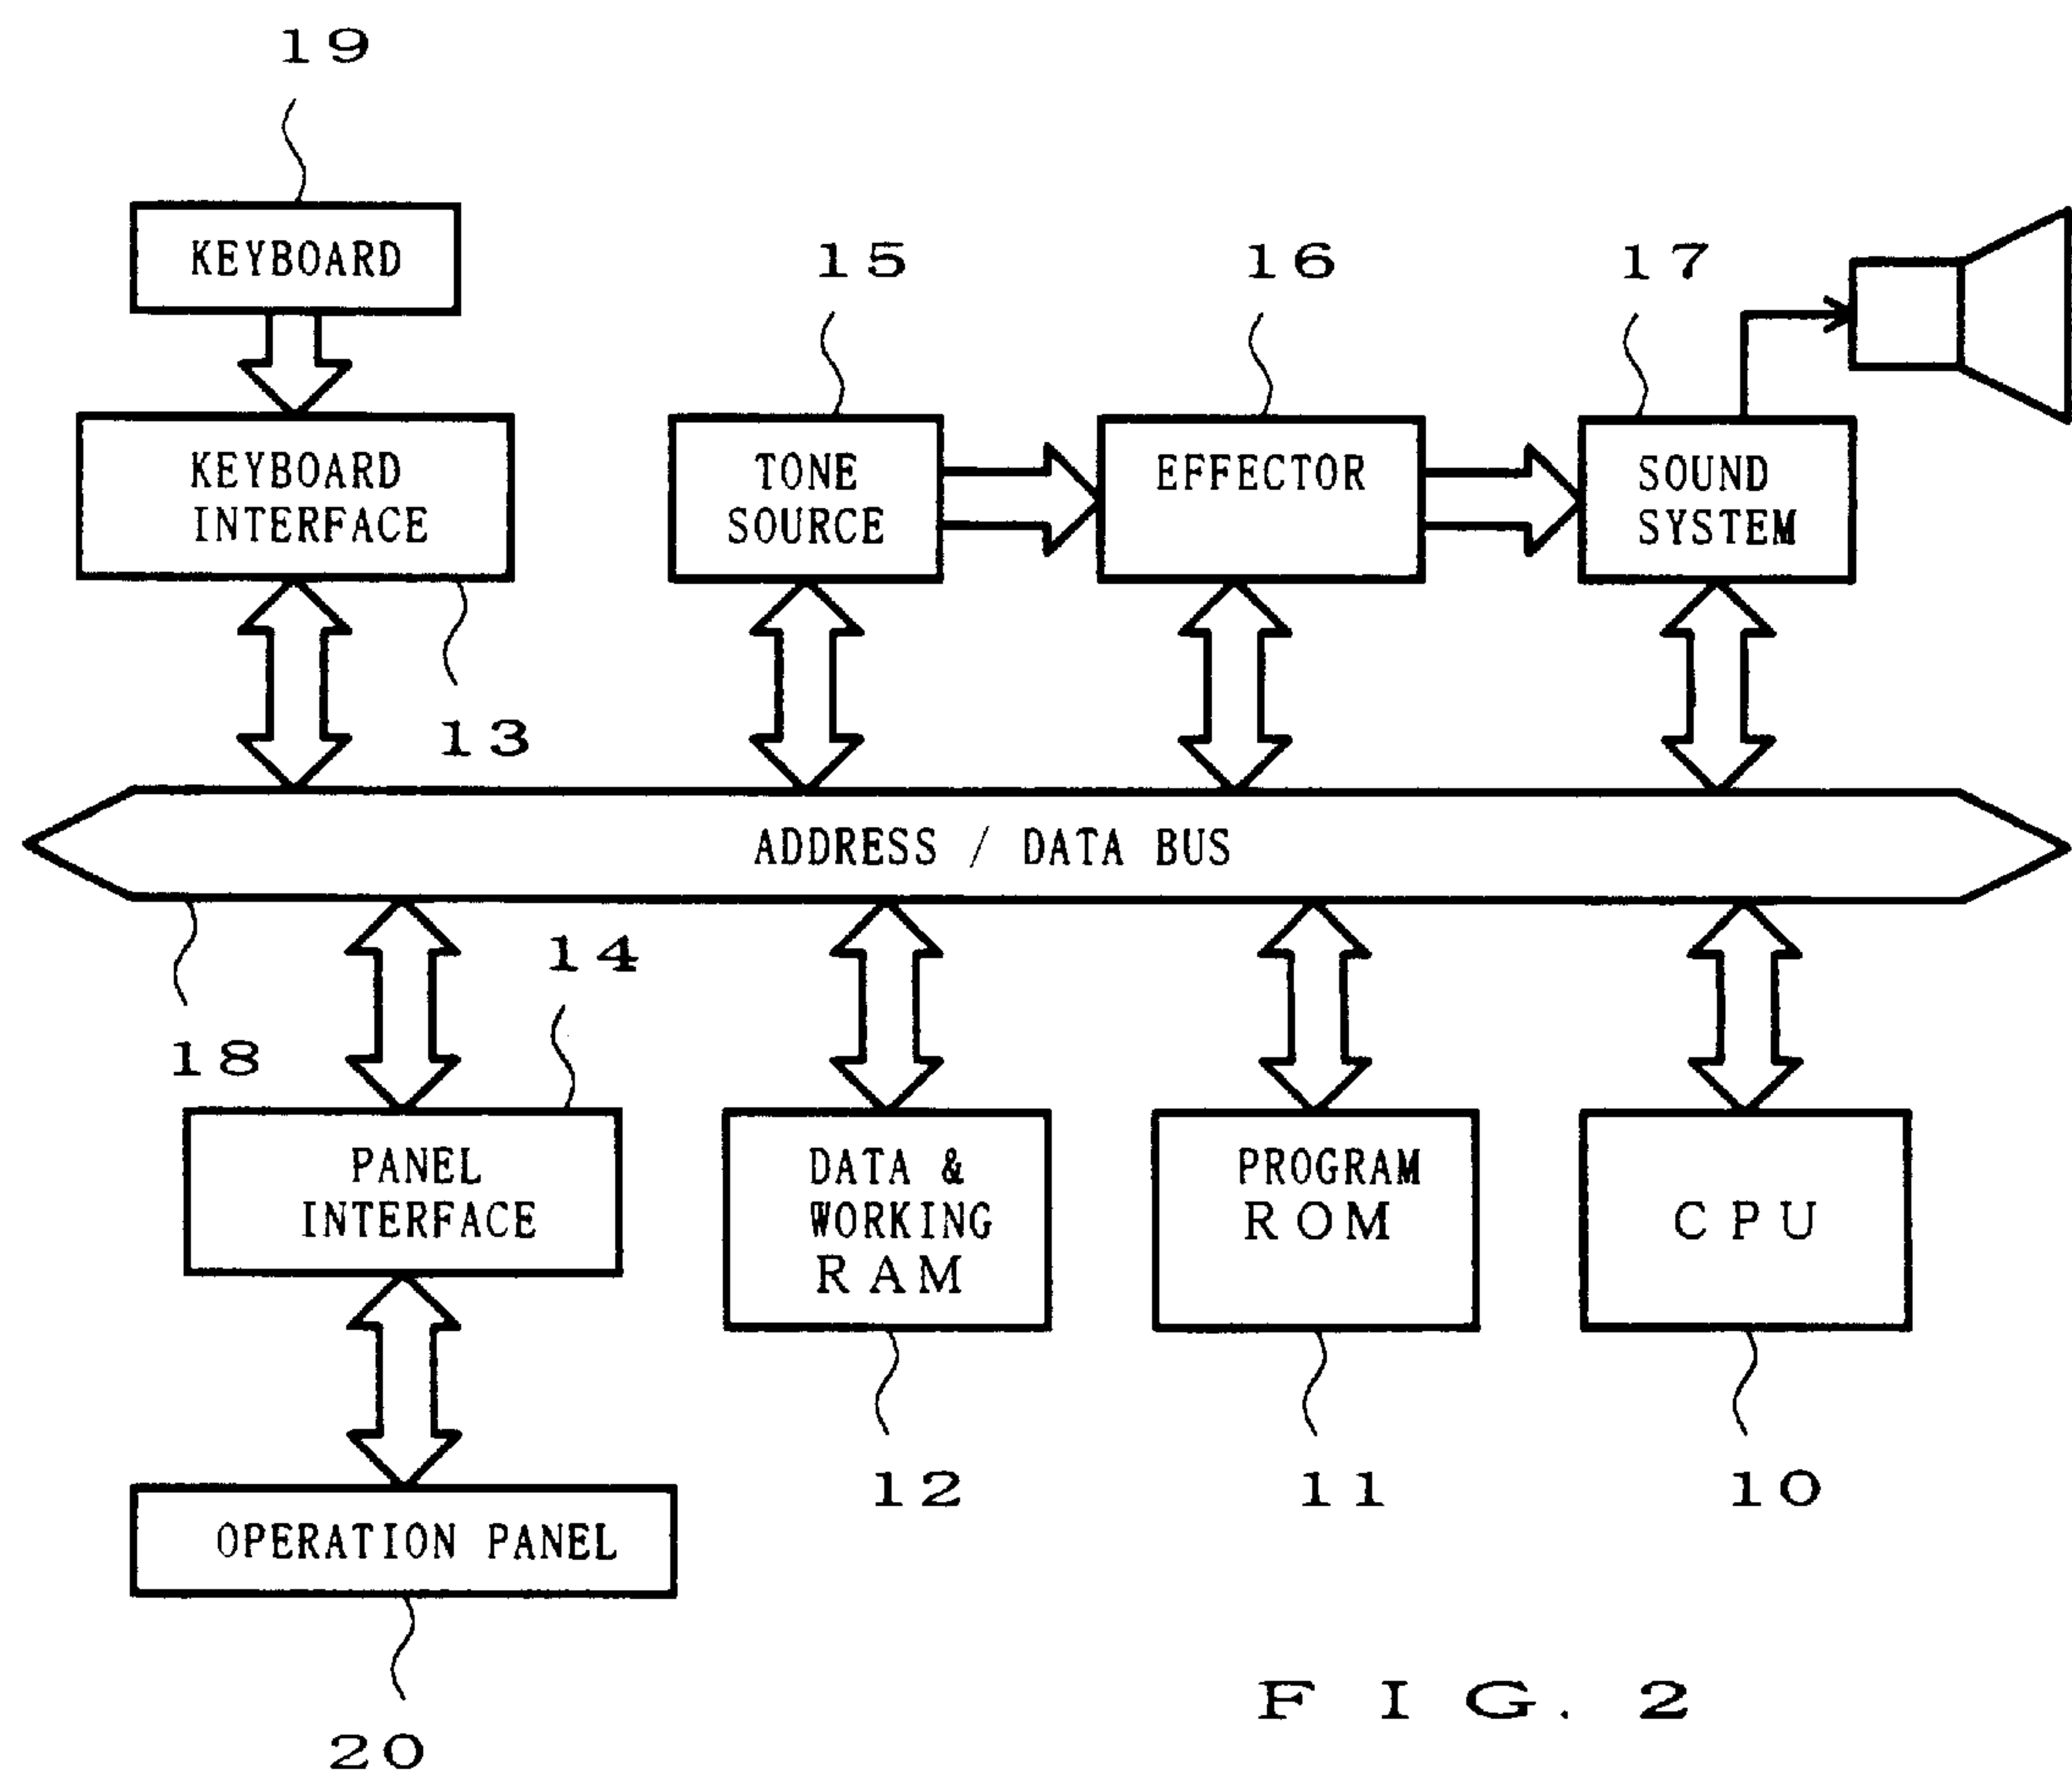 19
KEYBOARD
15
16
17
KEYBOARD
INTERFACE
TONE
SOURCE
EFFECTOR
SOUND
SYSTEM
13
ADDRESS / DATA BUS
14
18
PANEL
INTERFACE
DATA &
WORKING
RAM
PROGRAM
ROM
CPU
12
11
10
OPERATION PANEL
20
FIG. 2